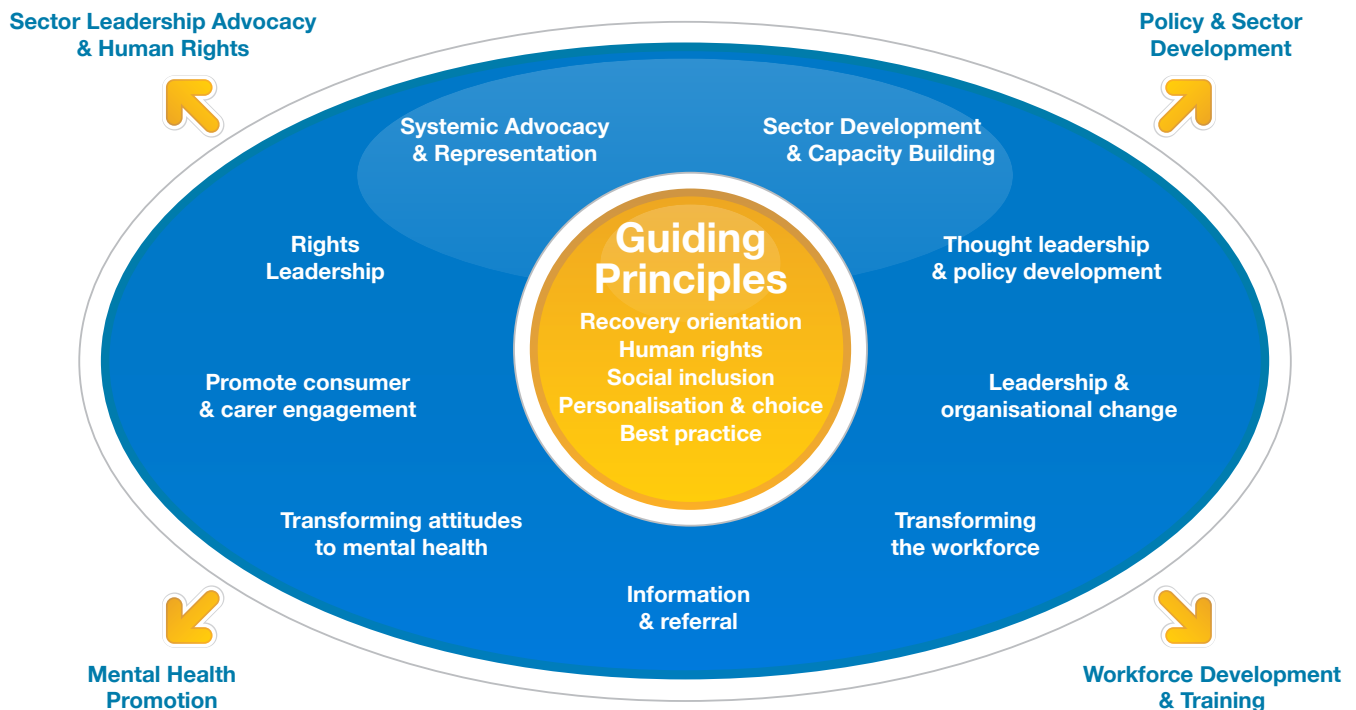 Sector Leadership Advocacy
& Human Rights
Policy & Sector
Development
Systemic Advocacy
& Representation
Sector Development
& Capacity Building
Rights
Leadership
Guiding
Principles
Recovery orientation
Human rights
Social inclusion
Personalisation & choice
Best practice
Thought leadership
& policy development
Promote consumer
& carer engagement
Leadership &
organisational change
Transforming attitudes
to mental health
Transforming
the workforce
Information
& referral
Mental Health
Promotion
Workforce Development
& Training